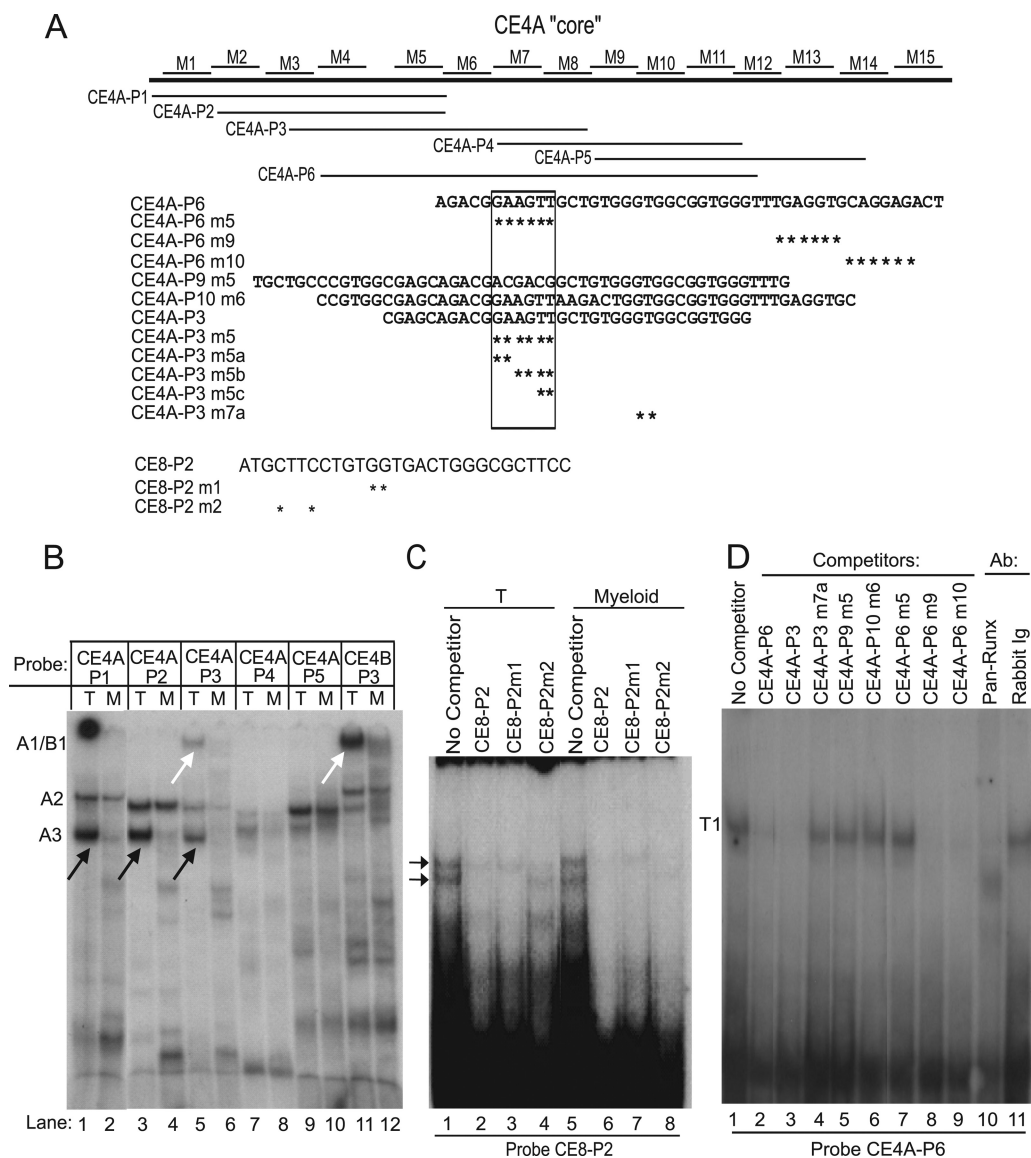 A
CE4A "core"
M1 M2 M3 M4 M5 M6 M7 M8 M9 M10 M11 M12 M13 M14 M15
CE4A-P1
CE4A-P2
CE4A-P3
CE4A-P4
CE4A-P5
CE4A-P6
CE4A-P6 AGACGGAAGTTGCTGTGGGTGGCGGTGGGTTTGAGGTGCAGGAGACT
CE4A-P6 m5 ******
CE4A-P6 m9 ******
CE4A-P6 m10 ******
CE4A-P9 m5 TGCTGCCCGTGGCGAGCAGACGACGACGGCTGTGGGTGGCGGTGGGTTTG
CE4A-P10 m6 CCGTGGCGAGCAGACGGAAGTTAAGACTGGTGGCGGTGGGTTTGAGGTGC
CE4A-P3 CGAGCAGACGGAAGTTGCTGTGGGTGGCGGTGGG
CE4A-P3 m5 ** ** **
CE4A-P3 m5a **
CE4A-P3 m5b ** **
CE4A-P3 m5c **
CE4A-P3 m7a **
CE8-P2 ATGCTTCCTGTGGTGACTGGGCGCTTCC
CE8-P2 m1 **
CE8-P2 m2 * *
B
Probe: CE4A P1 CE4A P2 CE4A P3 CE4A P4 CE4A P5 CE4B P3
T M T M T M T M T M T M
A1/B1
A2
A3
Lane: 1 2 3 4 5 6 7 8 9 10 11 12
C
T Myeloid
No Competitor CE8-P2 CE8-P2m1 CE8-P2m2 No Competitor CE8-P2 CE8-P2m1 CE8-P2m2
1 2 3 4 5 6 7 8
Probe CE8-P2
D
Competitors: Ab:
No Competitor CE4A-P6 CE4A-P3 CE4A-P3 m7a CE4A-P9 m5 CE4A-P10 m6 CE4A-P6 m5 CE4A-P6 m9 CE4A-P6 m10 Pan-Runx Rabbit Ig
T1
1 2 3 4 5 6 7 8 9 10 11
Probe CE4A-P6